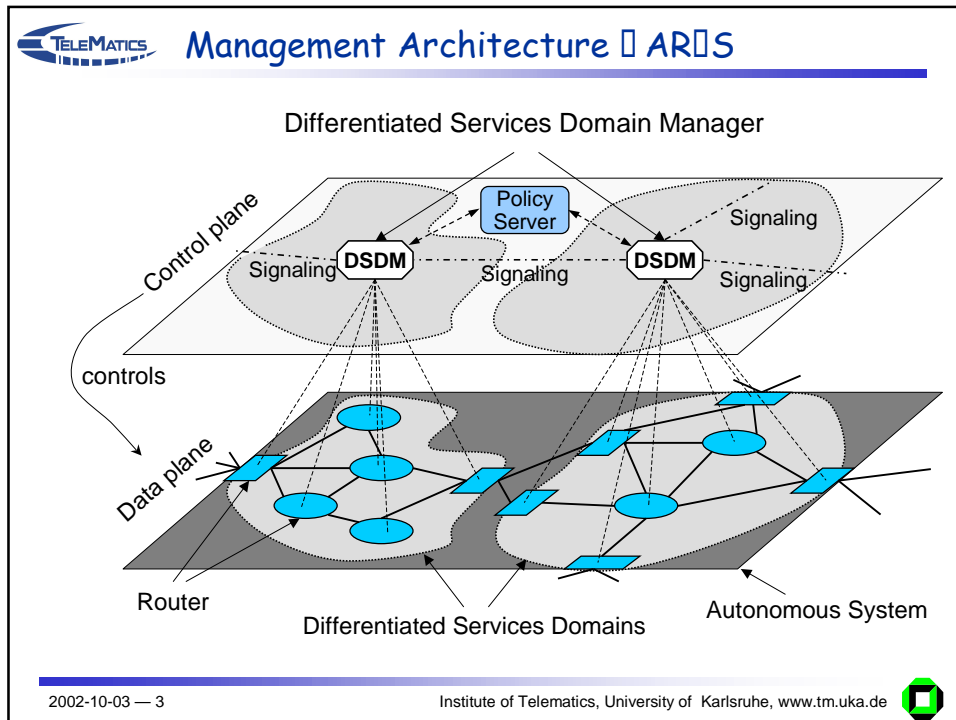 TELEMATICS
Management Architecture ▯ AR▯S
Differentiated Services Domain Manager
Control plane
Policy
Server
Signaling
Signaling
DSDM
Signaling
DSDM
Signaling
controls
Data plane
Router
Differentiated Services Domains
Autonomous System
2002-10-03 — 3
Institute of Telematics, University of Karlsruhe, www.tm.uka.de